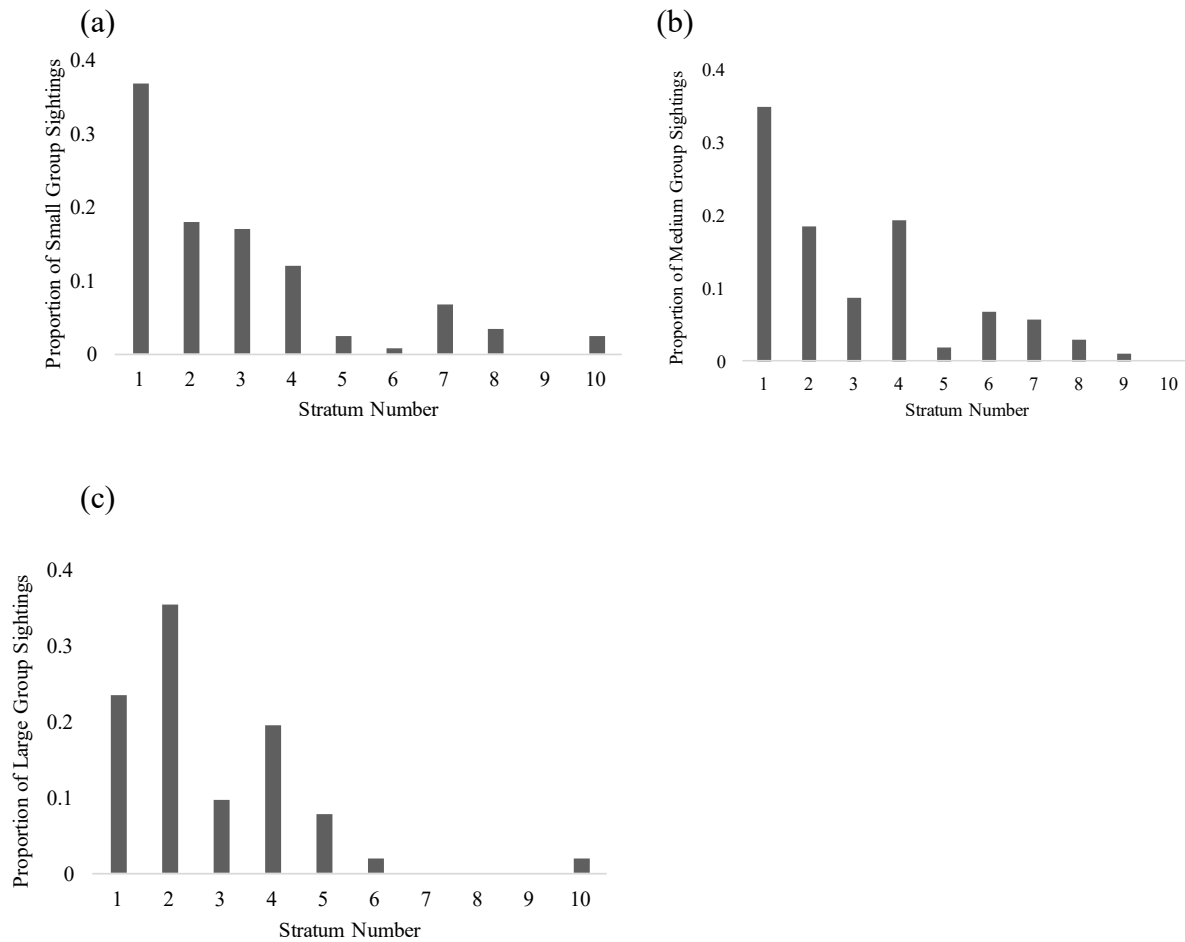 (a)
Proportion of Small Group Sightings
0.4
0.3
0.2
0.1
0
1 2 3 4 5 6 7 8 9 10
Stratum Number
(b)
Proportion of Medium Group Sightings
0.4
0.3
0.2
0.1
0
1 2 3 4 5 6 7 8 9 10
Stratum Number
(c)
Proportion of Large Group Sightings
0.4
0.3
0.2
0.1
0
1 2 3 4 5 6 7 8 9 10
Stratum Number